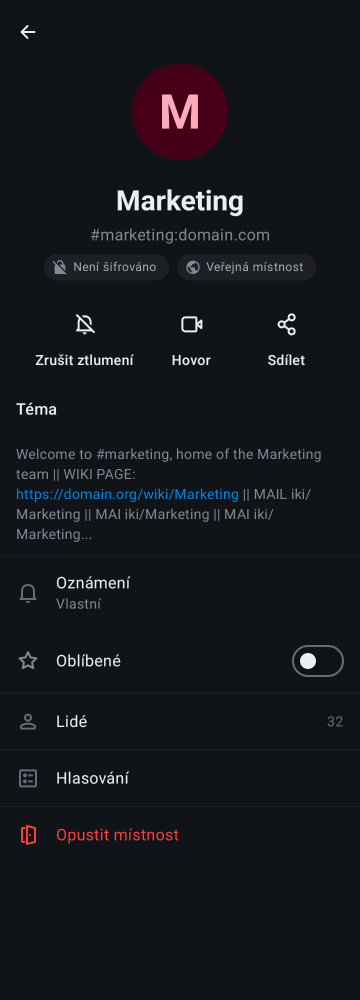 M
Marketing
#marketing:domain.com
Není šifrováno
Veřejná místnost
Zrušit ztlumení
Hovor
Sdílet
Téma
Welcome to #marketing, home of the Marketing
team || WIKI PAGE:
https://domain.org/wiki/Marketing || MAIL iki/
Marketing || MAI iki/Marketing || MAI iki/
Marketing...
Oznámení
Vlastní
Oblíbené
Lidé
32
Hlasování
Opustit místnost